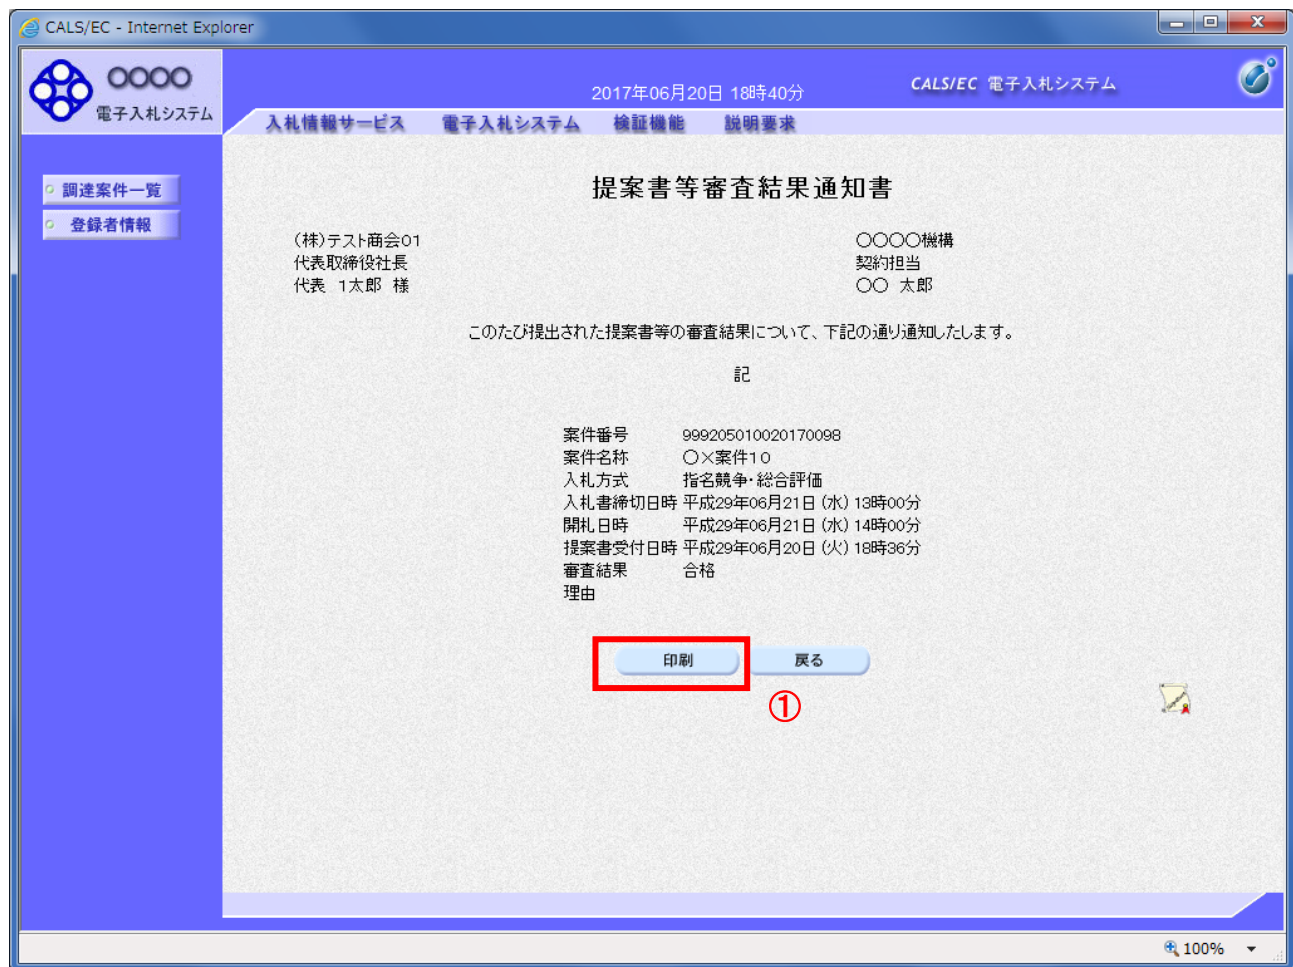 CALS/EC - Internet Explorer
〇〇〇〇
電子入札システム
2017年06月20日 18時40分
CALS/EC 電子入札システム
入札情報サービス 電子入札システム 検証機能 説明要求
調達案件一覧
登録者情報
提案書等審査結果通知書
(株)テスト商会01
代表取締役社長
代表 1太郎 様
〇〇〇〇機構
契約担当
〇〇 太郎
このたび提出された提案書等の審査結果について、下記の通り通知したします。
記
案件番号 999205010020170098
案件名称 〇×案件10
入札方式 指名競争・総合評価
入札書締切日時 平成29年06月21日 (水) 13時00分
開札日時 平成29年06月21日 (水) 14時00分
提案書受付日時 平成29年06月20日 (火) 18時36分
審査結果 合格
理由
印刷 戻る
①
100%